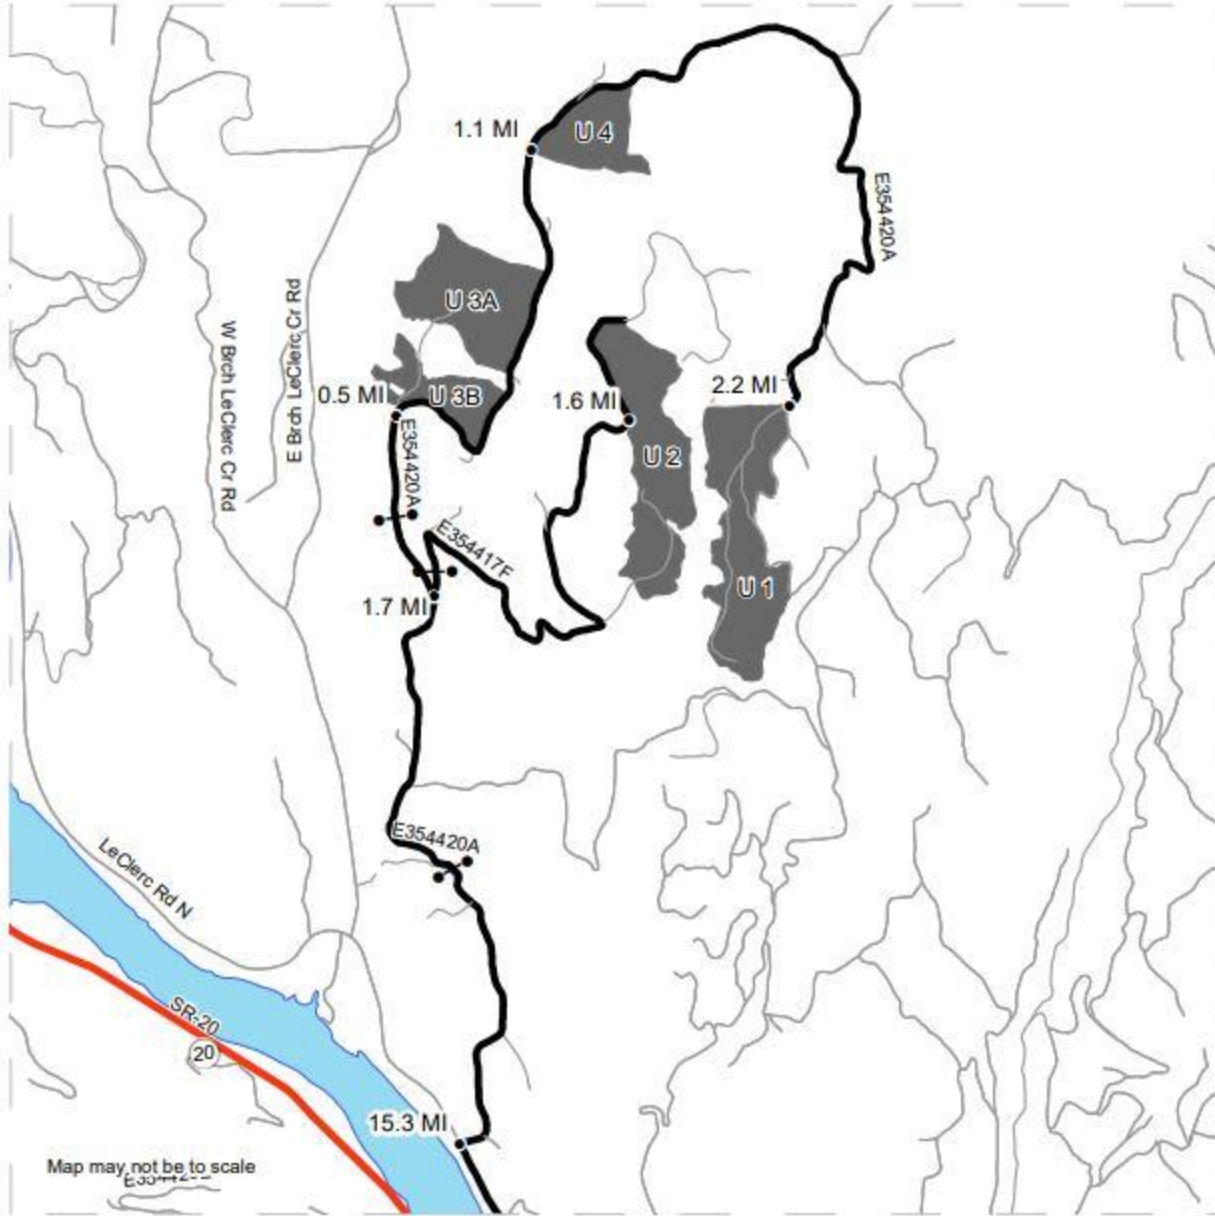 1.1 MI
U 4
E354420A
U 3A
W Brch LeClerc Cr Rd
E Brch LeClerc Cr Rd
0.5 MI
U 3B
1.6 MI
2.2 MI
E354420A
U 2
E354417F
U 1
1.7 MI
E354420A
LeClerc Rd N
SR-20
20
15.3 MI
Map may not be to scale